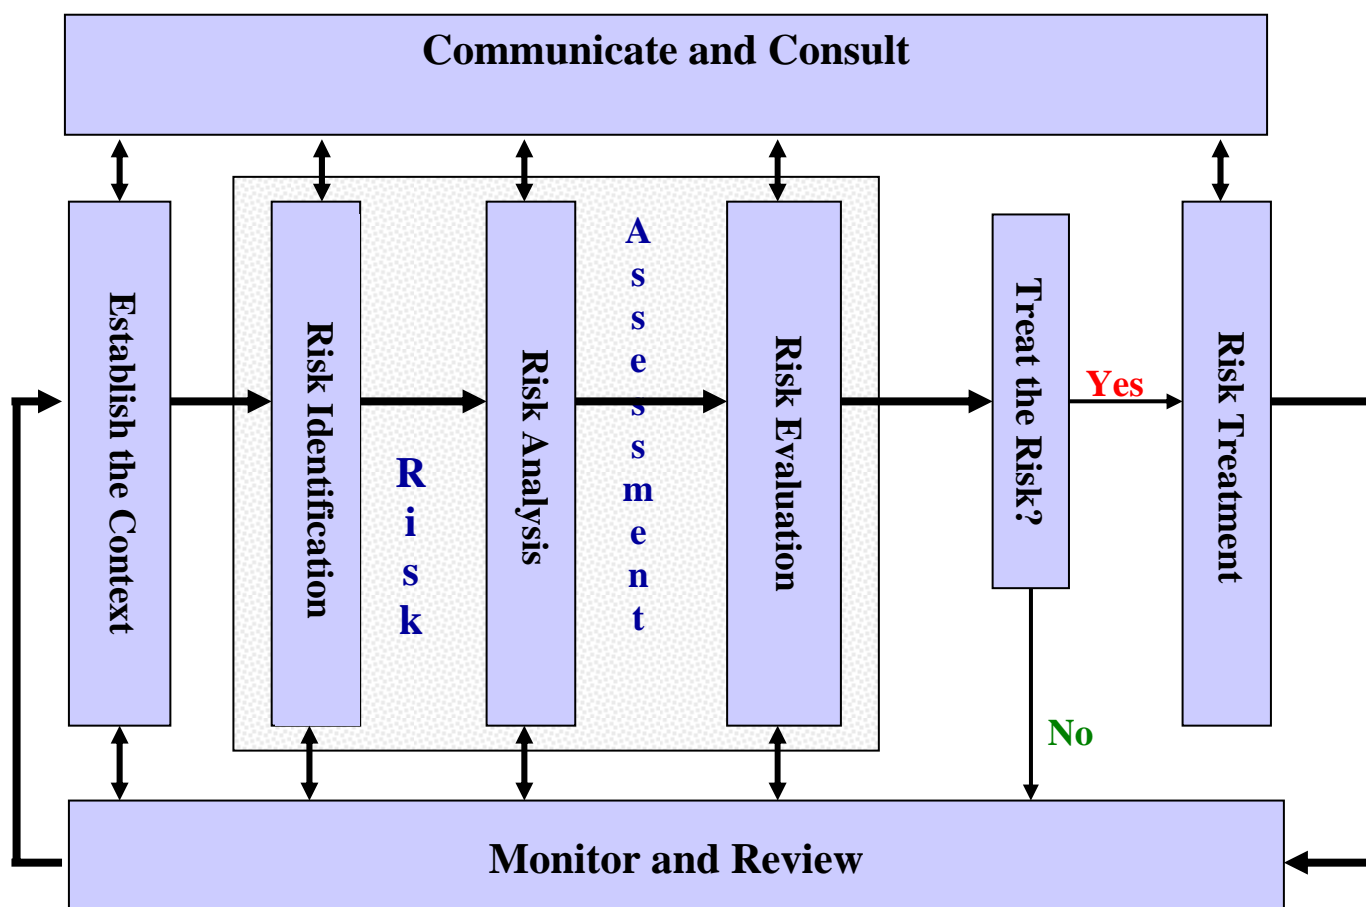 Communicate and Consult
Establish the Context
Risk Identification
Risk
Risk Analysis
Assessment
Risk Evaluation
Treat the Risk?
Yes
No
Risk Treatment
Monitor and Review